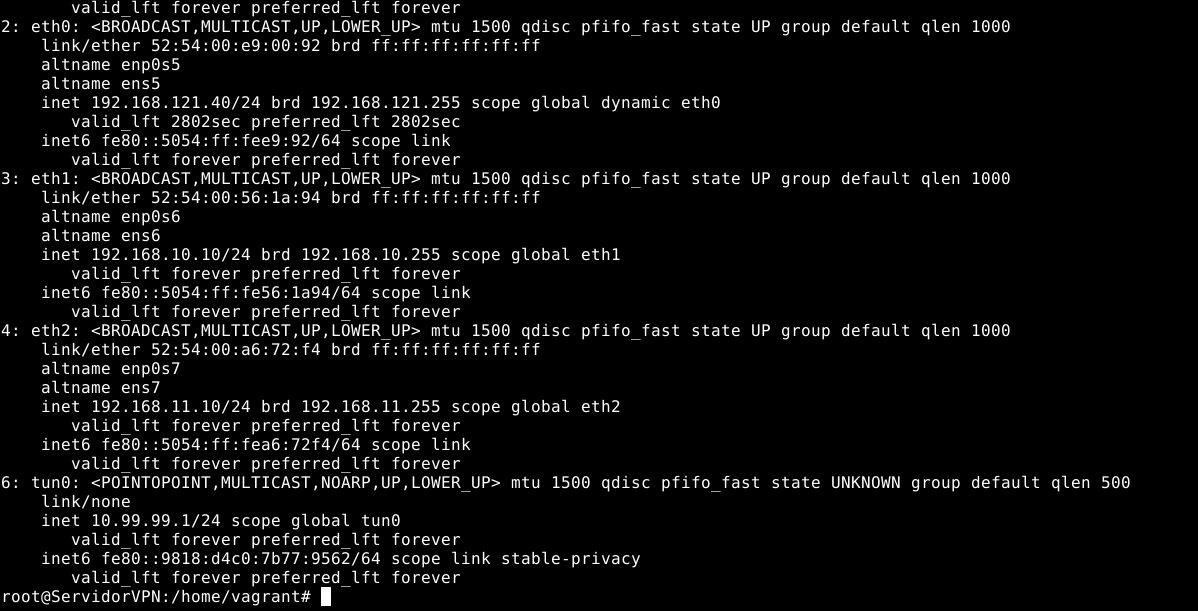 valid_lft forever preferred_lft forever
2: eth0: <BROADCAST,MULTICAST,UP,LOWER_UP> mtu 1500 qdisc pfifo_fast state UP group default qlen 1000
link/ether 52:54:00:e9:00:92 brd ff:ff:ff:ff:ff:ff
altname enp0s5
altname ens5
inet 192.168.121.40/24 brd 192.168.121.255 scope global dynamic eth0
valid_lft 2802sec preferred_lft 2802sec
inet6 fe80::5054:ff:fee9:92/64 scope link
valid_lft forever preferred_lft forever
3: eth1: <BROADCAST,MULTICAST,UP,LOWER_UP> mtu 1500 qdisc pfifo_fast state UP group default qlen 1000
link/ether 52:54:00:56:1a:94 brd ff:ff:ff:ff:ff:ff
altname enp0s6
altname ens6
inet 192.168.10.10/24 brd 192.168.10.255 scope global eth1
valid_lft forever preferred_lft forever
inet6 fe80::5054:ff:fe56:1a94/64 scope link
valid_lft forever preferred_lft forever
4: eth2: <BROADCAST,MULTICAST,UP,LOWER_UP> mtu 1500 qdisc pfifo_fast state UP group default qlen 1000
link/ether 52:54:00:a6:72:f4 brd ff:ff:ff:ff:ff:ff
altname enp0s7
altname ens7
inet 192.168.11.10/24 brd 192.168.11.255 scope global eth2
valid_lft forever preferred_lft forever
inet6 fe80::5054:ff:fea6:72f4/64 scope link
valid_lft forever preferred_lft forever
6: tun0: <POINTOPOINT,MULTICAST,NOARP,UP,LOWER_UP> mtu 1500 qdisc pfifo_fast state UNKNOWN group default qlen 500
link/none
inet 10.99.99.1/24 scope global tun0
valid_lft forever preferred_lft forever
inet6 fe80::9818:d4c0:7b77:9562/64 scope link stable-privacy
valid_lft forever preferred_lft forever
root@ServidorVPN:/home/vagrant#